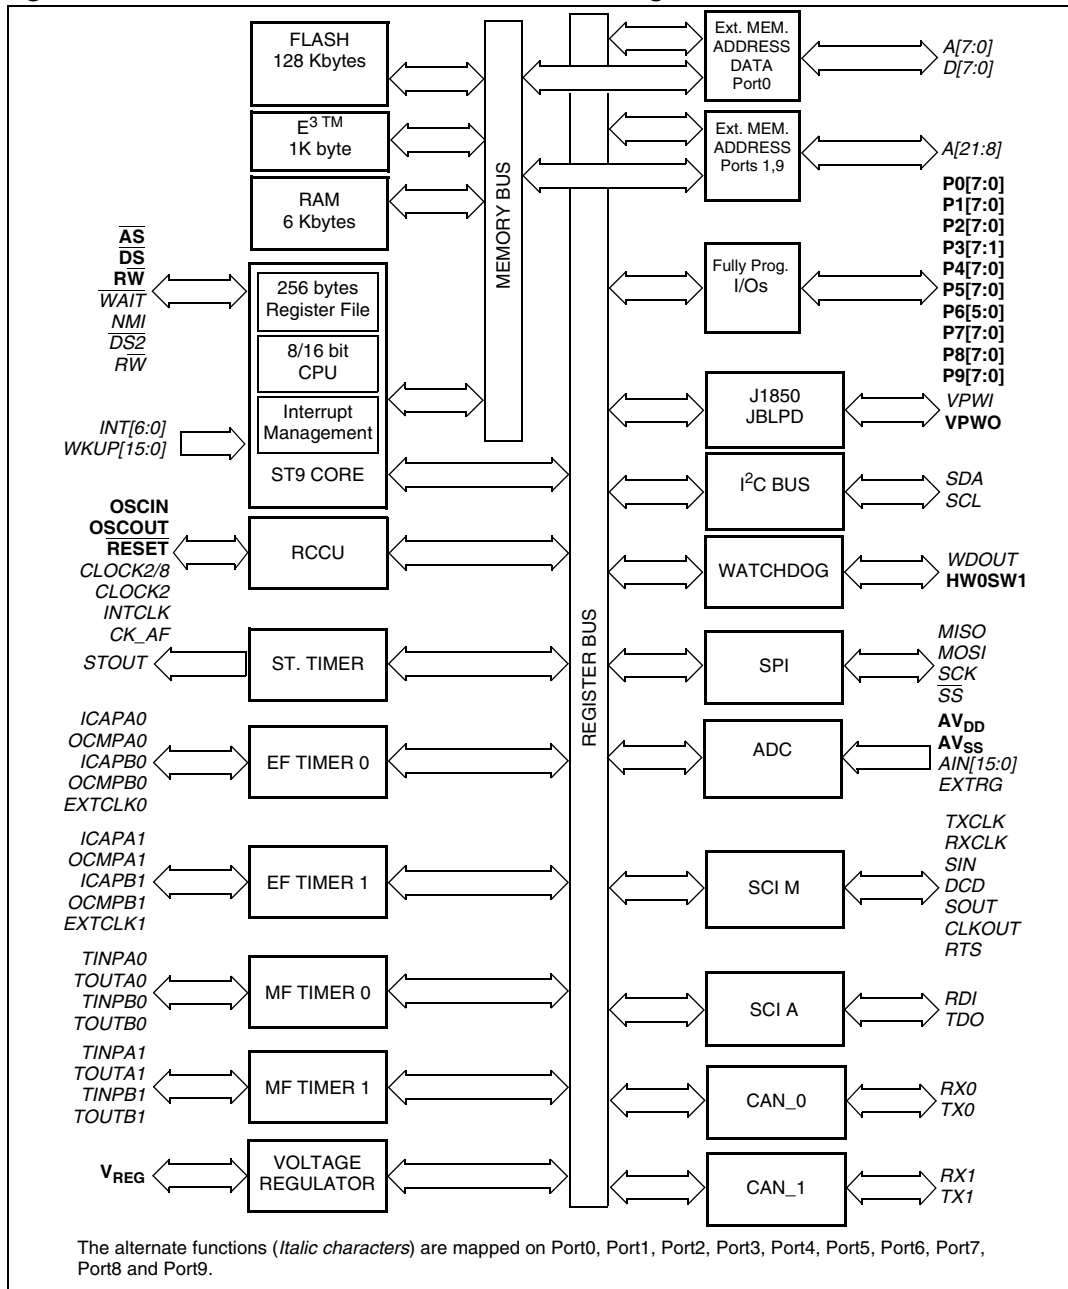 FLASH
128 Kbytes
E3 TM
1K byte
RAM
6 Kbytes
AS
DS
RW
WAIT
NMI
DS2
RW
256 bytes
Register File
8/16 bit
CPU
Interrupt
Management
ST9 CORE
INT[6:0]
WKUP[15:0]
OSCIN
OSCOUT
RESET
CLOCK2/8
CLOCK2
INTCLK
CK_AF
RCCU
STOUT
ST. TIMER
ICAPA0
OCMPA0
ICAPB0
OCMPB0
EXTCLK0
EF TIMER 0
ICAPA1
OCMPA1
ICAPB1
OCMPB1
EXTCLK1
EF TIMER 1
TINPA0
TOUTA0
TINPB0
TOUTB0
MF TIMER 0
TINPA1
TOUTA1
TINPB1
TOUTB1
MF TIMER 1
VREG
VOLTAGE
REGULATOR
MEMORY BUS
REGISTER BUS
Ext. MEM.
ADDRESS
DATA
Port0
A[7:0]
D[7:0]
Ext. MEM.
ADDRESS
Ports 1,9
A[21:8]
Fully Prog.
I/Os
P0[7:0]
P1[7:0]
P2[7:0]
P3[7:1]
P4[7:0]
P5[7:0]
P6[5:0]
P7[7:0]
P8[7:0]
P9[7:0]
J1850
JBLPD
VPWI
VPWO
I2C BUS
SDA
SCL
WATCHDOG
WDOUT
HW0SW1
SPI
MISO
MOSI
SCK
SS
ADC
AVDD
AVSS
AIN[15:0]
EXTRG
SCI M
TXCLK
RXCLK
SIN
DCD
SOUT
CLKOUT
RTS
SCI A
RDI
TDO
CAN_0
RX0
TX0
CAN_1
RX1
TX1
The alternate functions (Italic characters) are mapped on Port0, Port1, Port2, Port3, Port4, Port5, Port6, Port7,
Port8 and Port9.